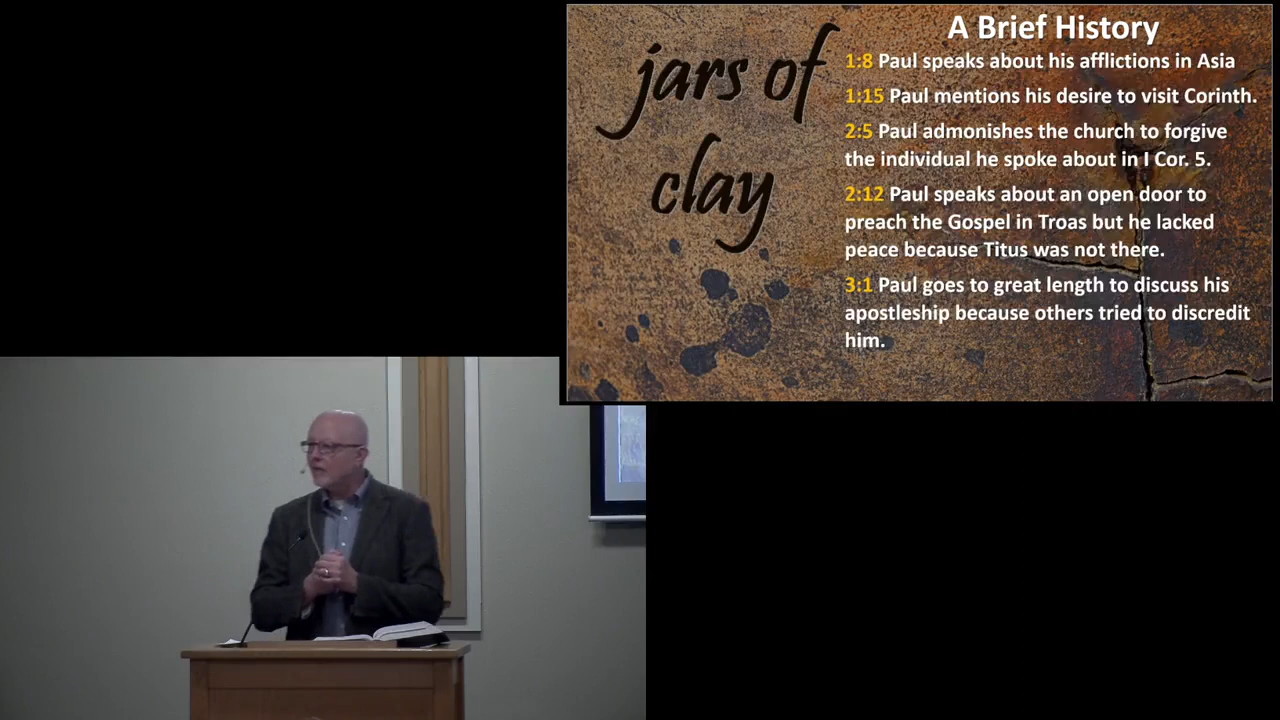 jars of
clay
A Brief History
1:8 Paul speaks about his afflictions in Asia
1:15 Paul mentions his desire to visit Corinth.
2:5 Paul admonishes the church to forgive
the individual he spoke about in I Cor. 5.
2:12 Paul speaks about an open door to
preach the Gospel in Troas but he lacked
peace because Titus was not there.
3:1 Paul goes to great length to discuss his
apostleship because others tried to discredit
him.